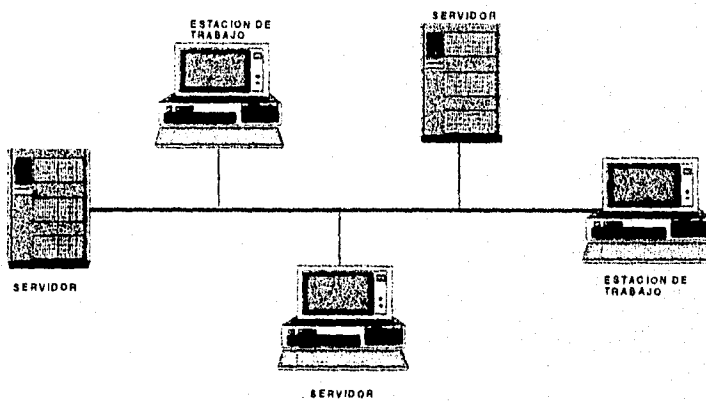 ESTACION DE
TRABAJO
SERVIDOR
SERVIDOR
ESTACION DE
TRABAJO
SERVIDOR